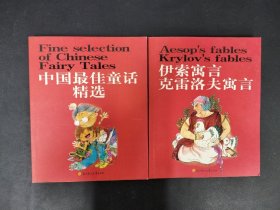 Fine selection
of Chinese
Fairy Tales
中国最佳童话
精选
Aesop's fables
Krylov's fables
伊索寓言
克雷洛夫寓言